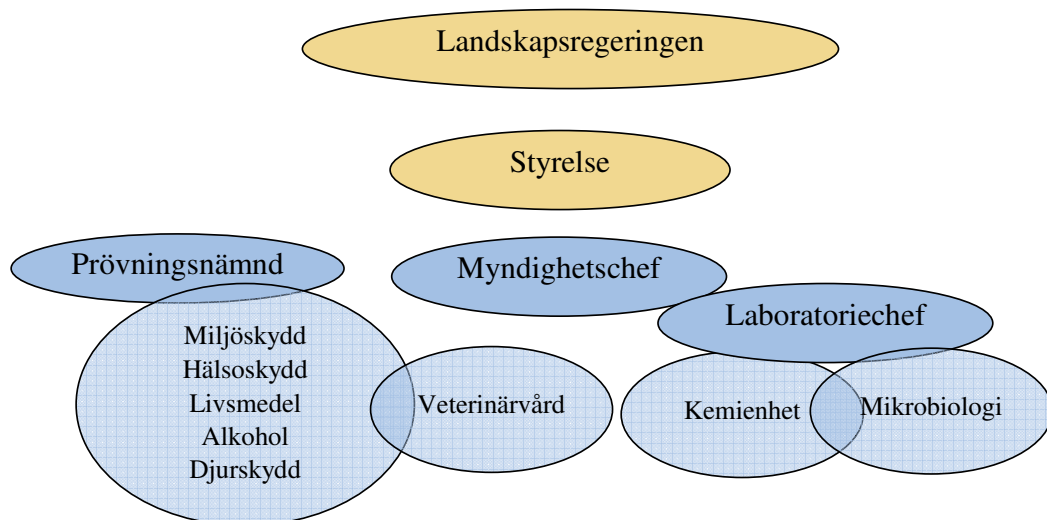 Landskapsregeringen
Styrelse
Prövningsnämnd
Myndighetschef
Laboratoriechef
Miljöskydd
Hälsoskydd
Livsmedel
Alkohol
Djurskydd
Veterinärvård
Kemienhet
Mikrobiologi